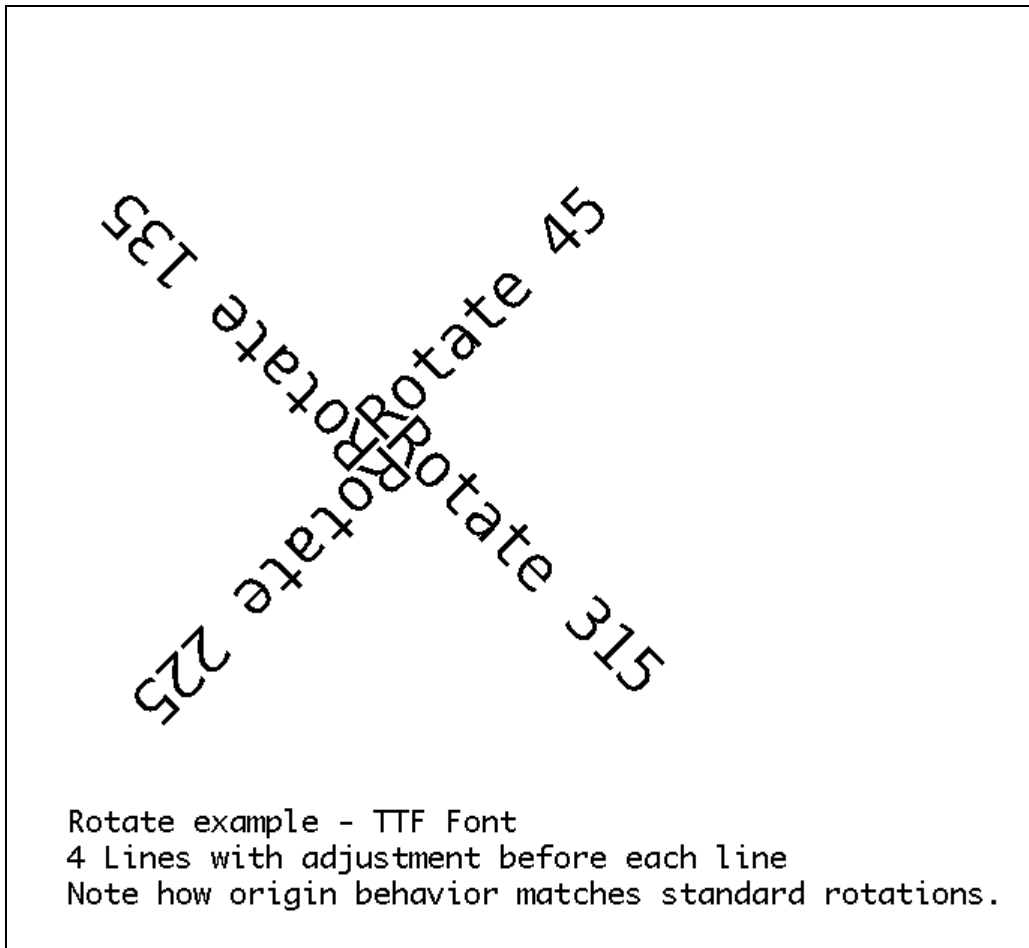 Rotate 45
Rotate 135
Rotate 225
Rotate 315
Rotate example - TTF Font
4 Lines with adjustment before each line
Note how origin behavior matches standard rotations.